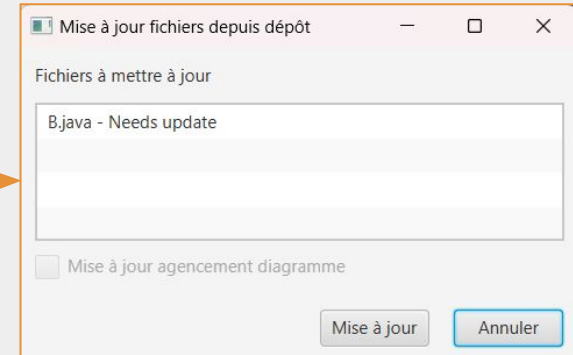 Mise à jour fichiers depuis dépôt
Fichiers à mettre à jour
B.java - Needs update
Mise à jour agencement diagramme
Mise à jour Annuler